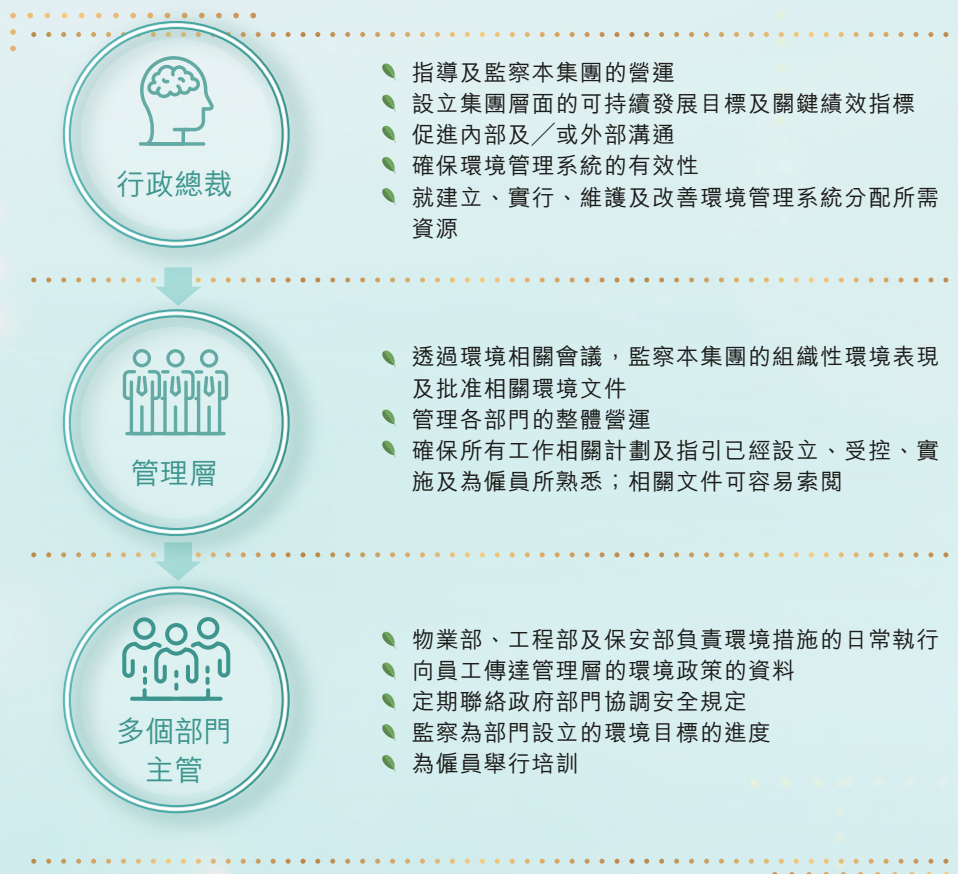 行政總裁
指導及監察本集團的營運
設立集團層面的可持續發展目標及關鍵績效指標
促進內部及／或外部溝通
確保環境管理系統的有效性
就建立、實行、維護及改善環境管理系統分配所需
資源
管理層
透過環境相關會議，監察本集團的組織性環境表現
及批准相關環境文件
管理各部門的整體營運
確保所有工作相關計劃及指引已經設立、受控、實
施及為僱員所熟悉；相關文件可容易索閱
多個部門
主管
物業部、工程部及保安部負責環境措施的日常執行
向員工傳達管理層的環境政策的資料
定期聯絡政府部門協調安全規定
監察為部門設立的環境目標的進度
為僱員舉行培訓